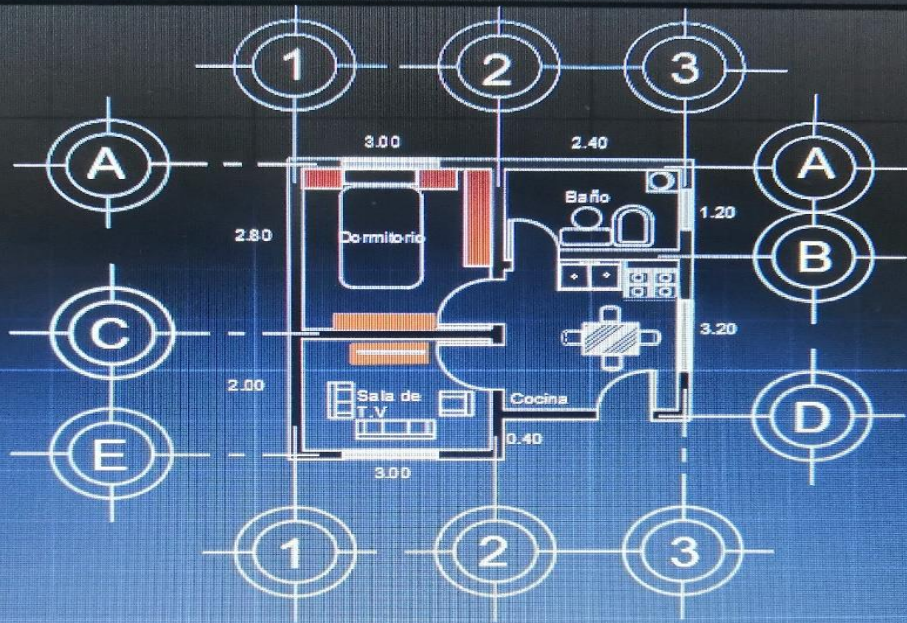 1 2 3
3.00 2.40
A A
Baño
1.20
2.80 Dormitorio
B
C 3.20
2.00 Sala de Cocina
T.V D
E 0.40
3.00
1 2 3